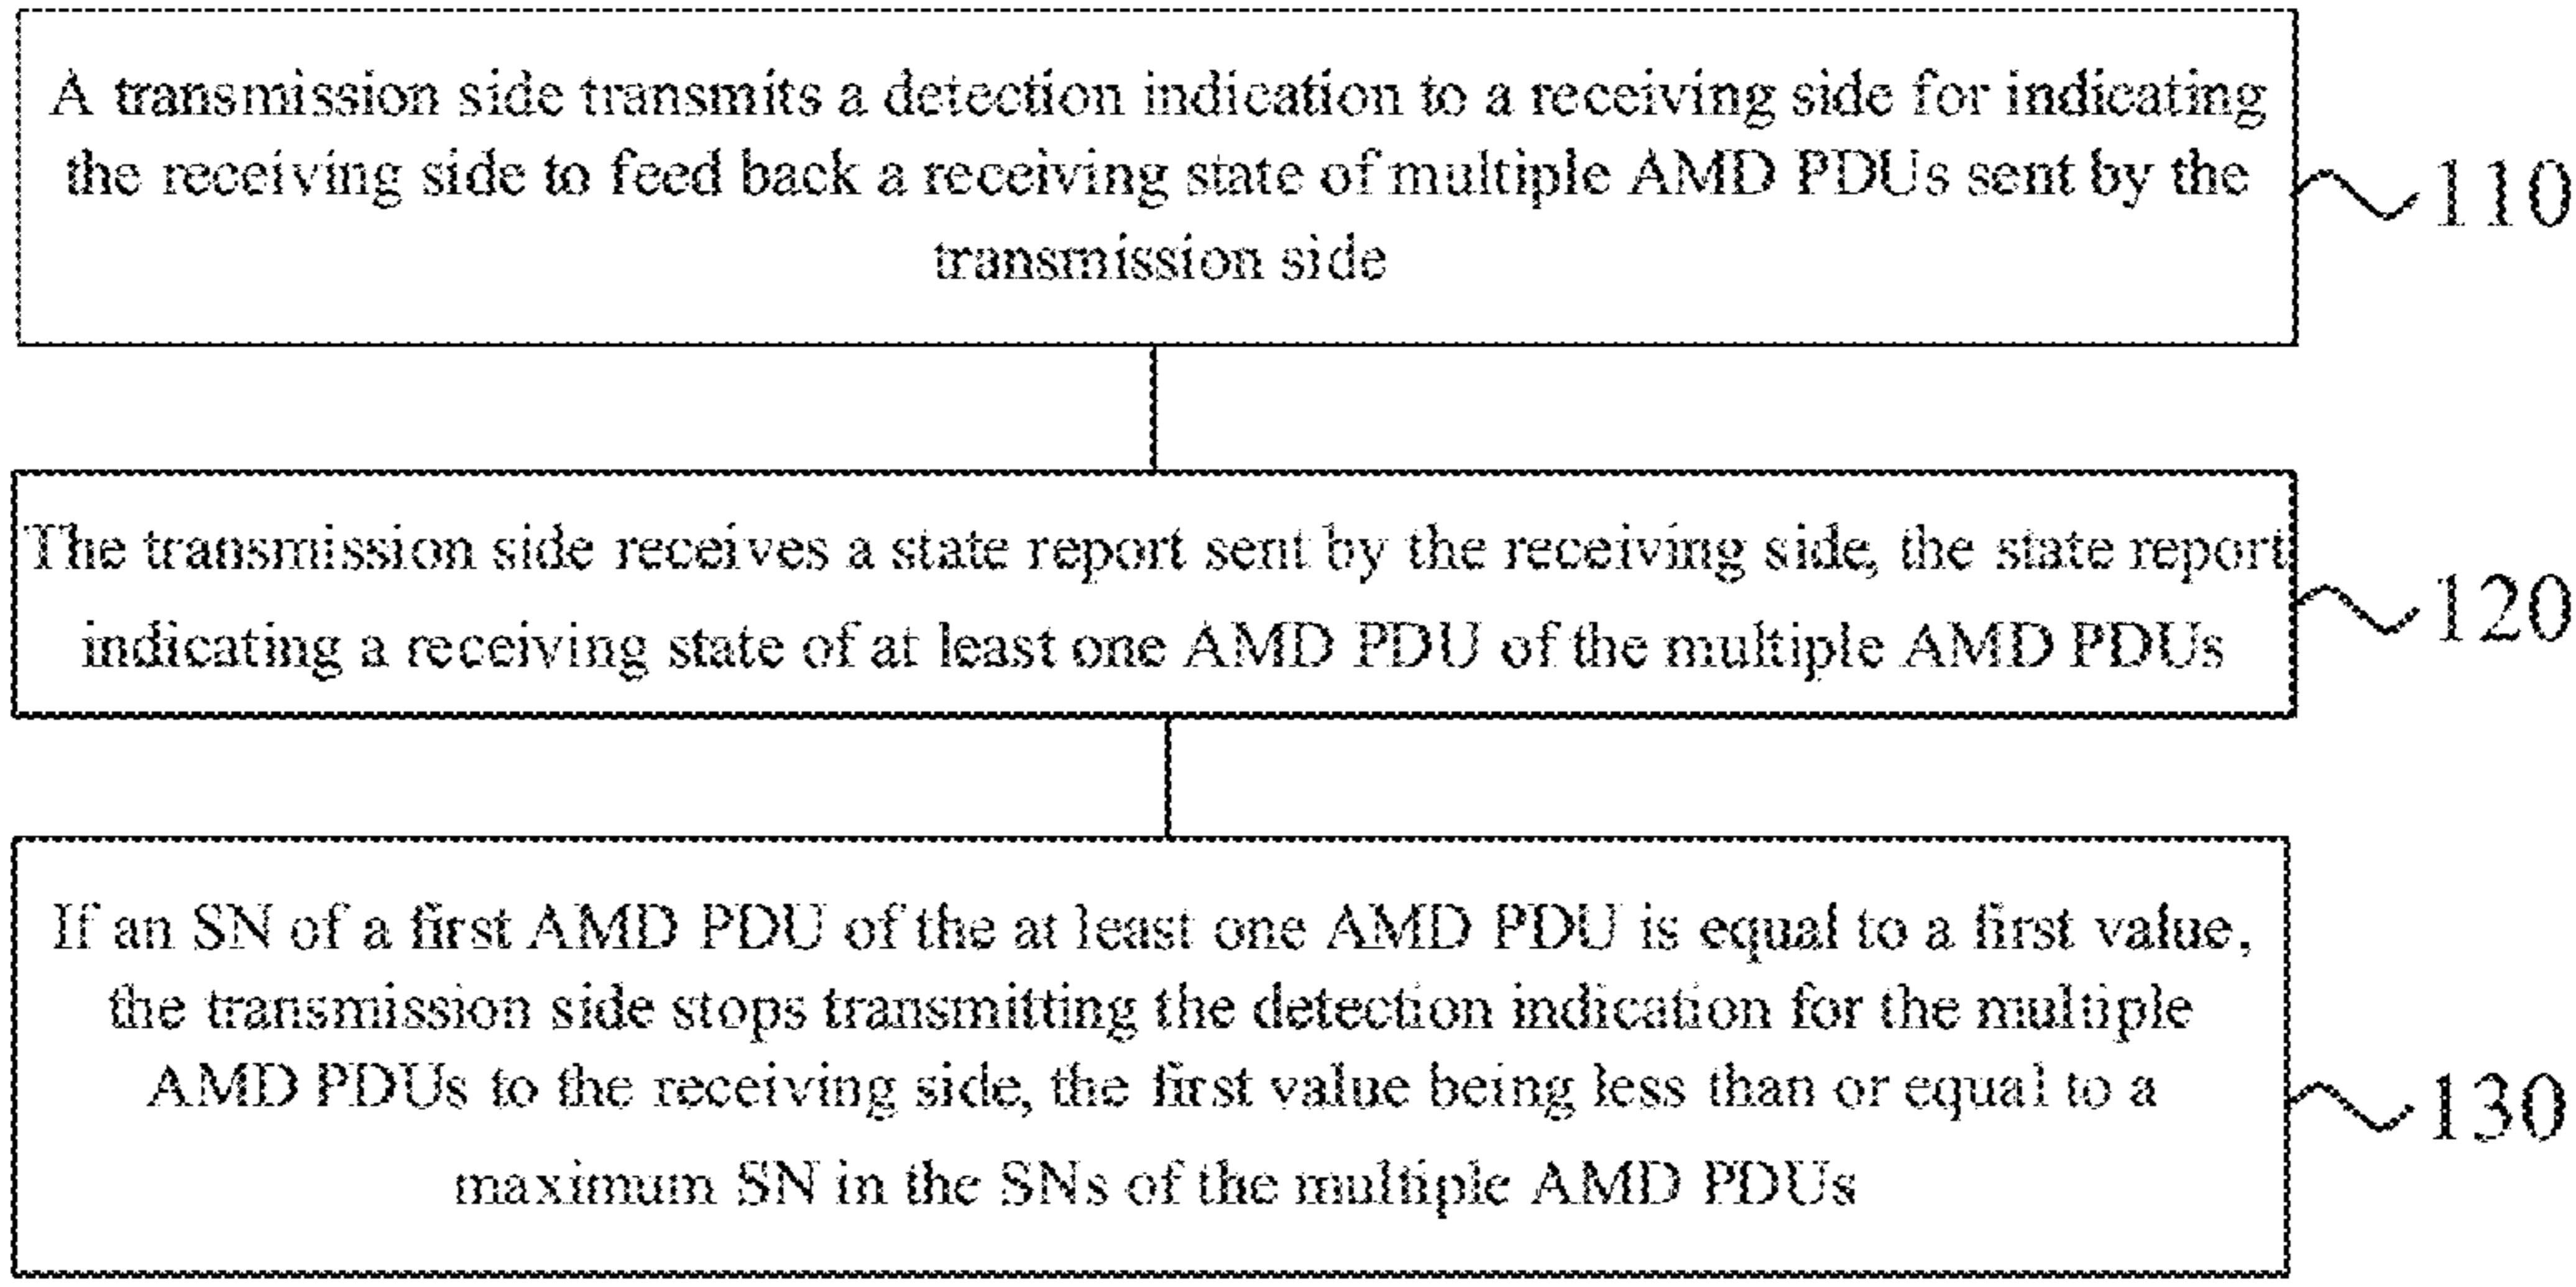 A transmission side transmits a detection indication to a receiving side for indicating
the receiving side to feed back a receiving state of multiple AMD PDUs sent by the
transmission side
110
The transmission side receives a state report sent by the receiving side, the state report
indicating a receiving state of at least one AMD PDU of the multiple AMD PDUs
120
If an SN of a first AMD PDU of the at least one AMD PDU is equal to a first value,
the transmission side stops transmitting the detection indication for the multiple
AMD PDUs to the receiving side, the first value being less than or equal to a
maximum SN in the SNs of the multiple AMD PDUs
130